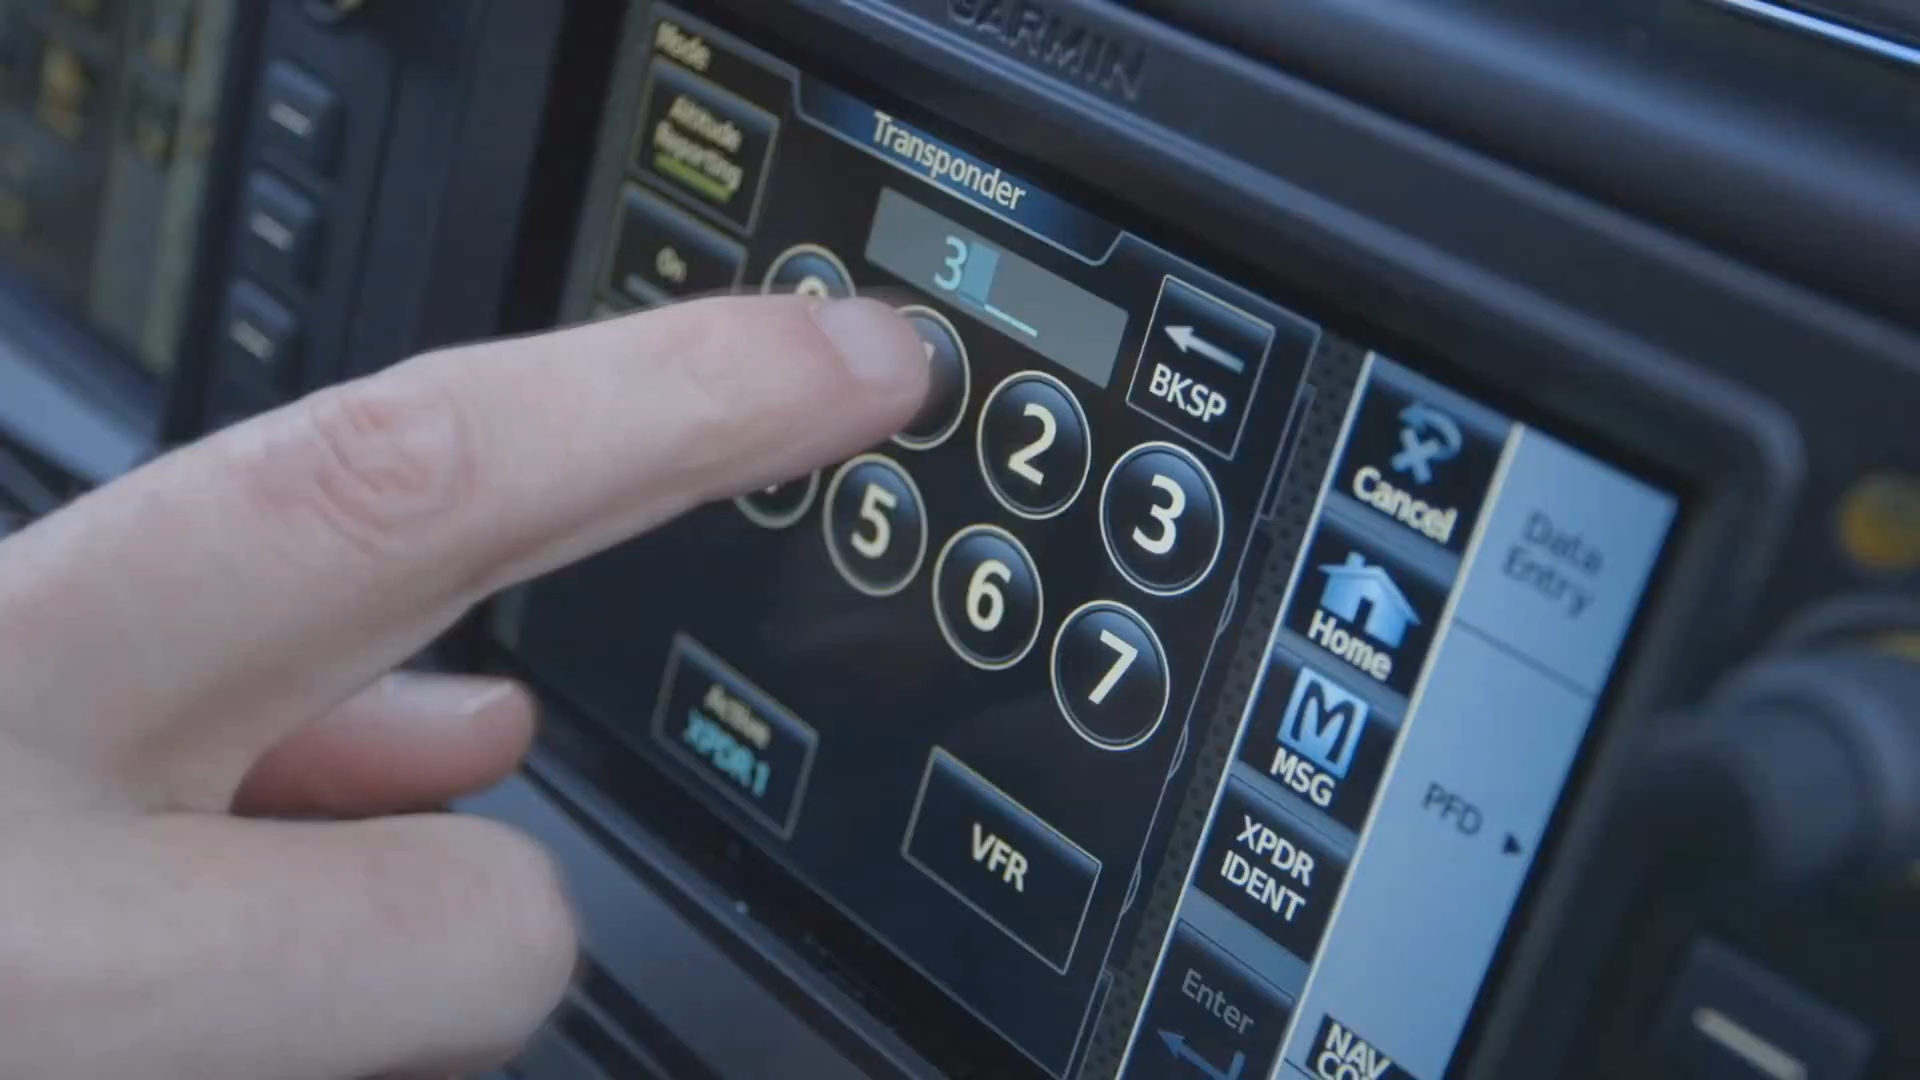 GARMIN
Mode
Transponder
Altitude
Reporting
On
3
BKSP
2
3
5
6
7
Active
XPDR1
VFR
Cancel
Home
MSG
XPDR
IDENT
Enter
NAV
Data
Entry
PFD